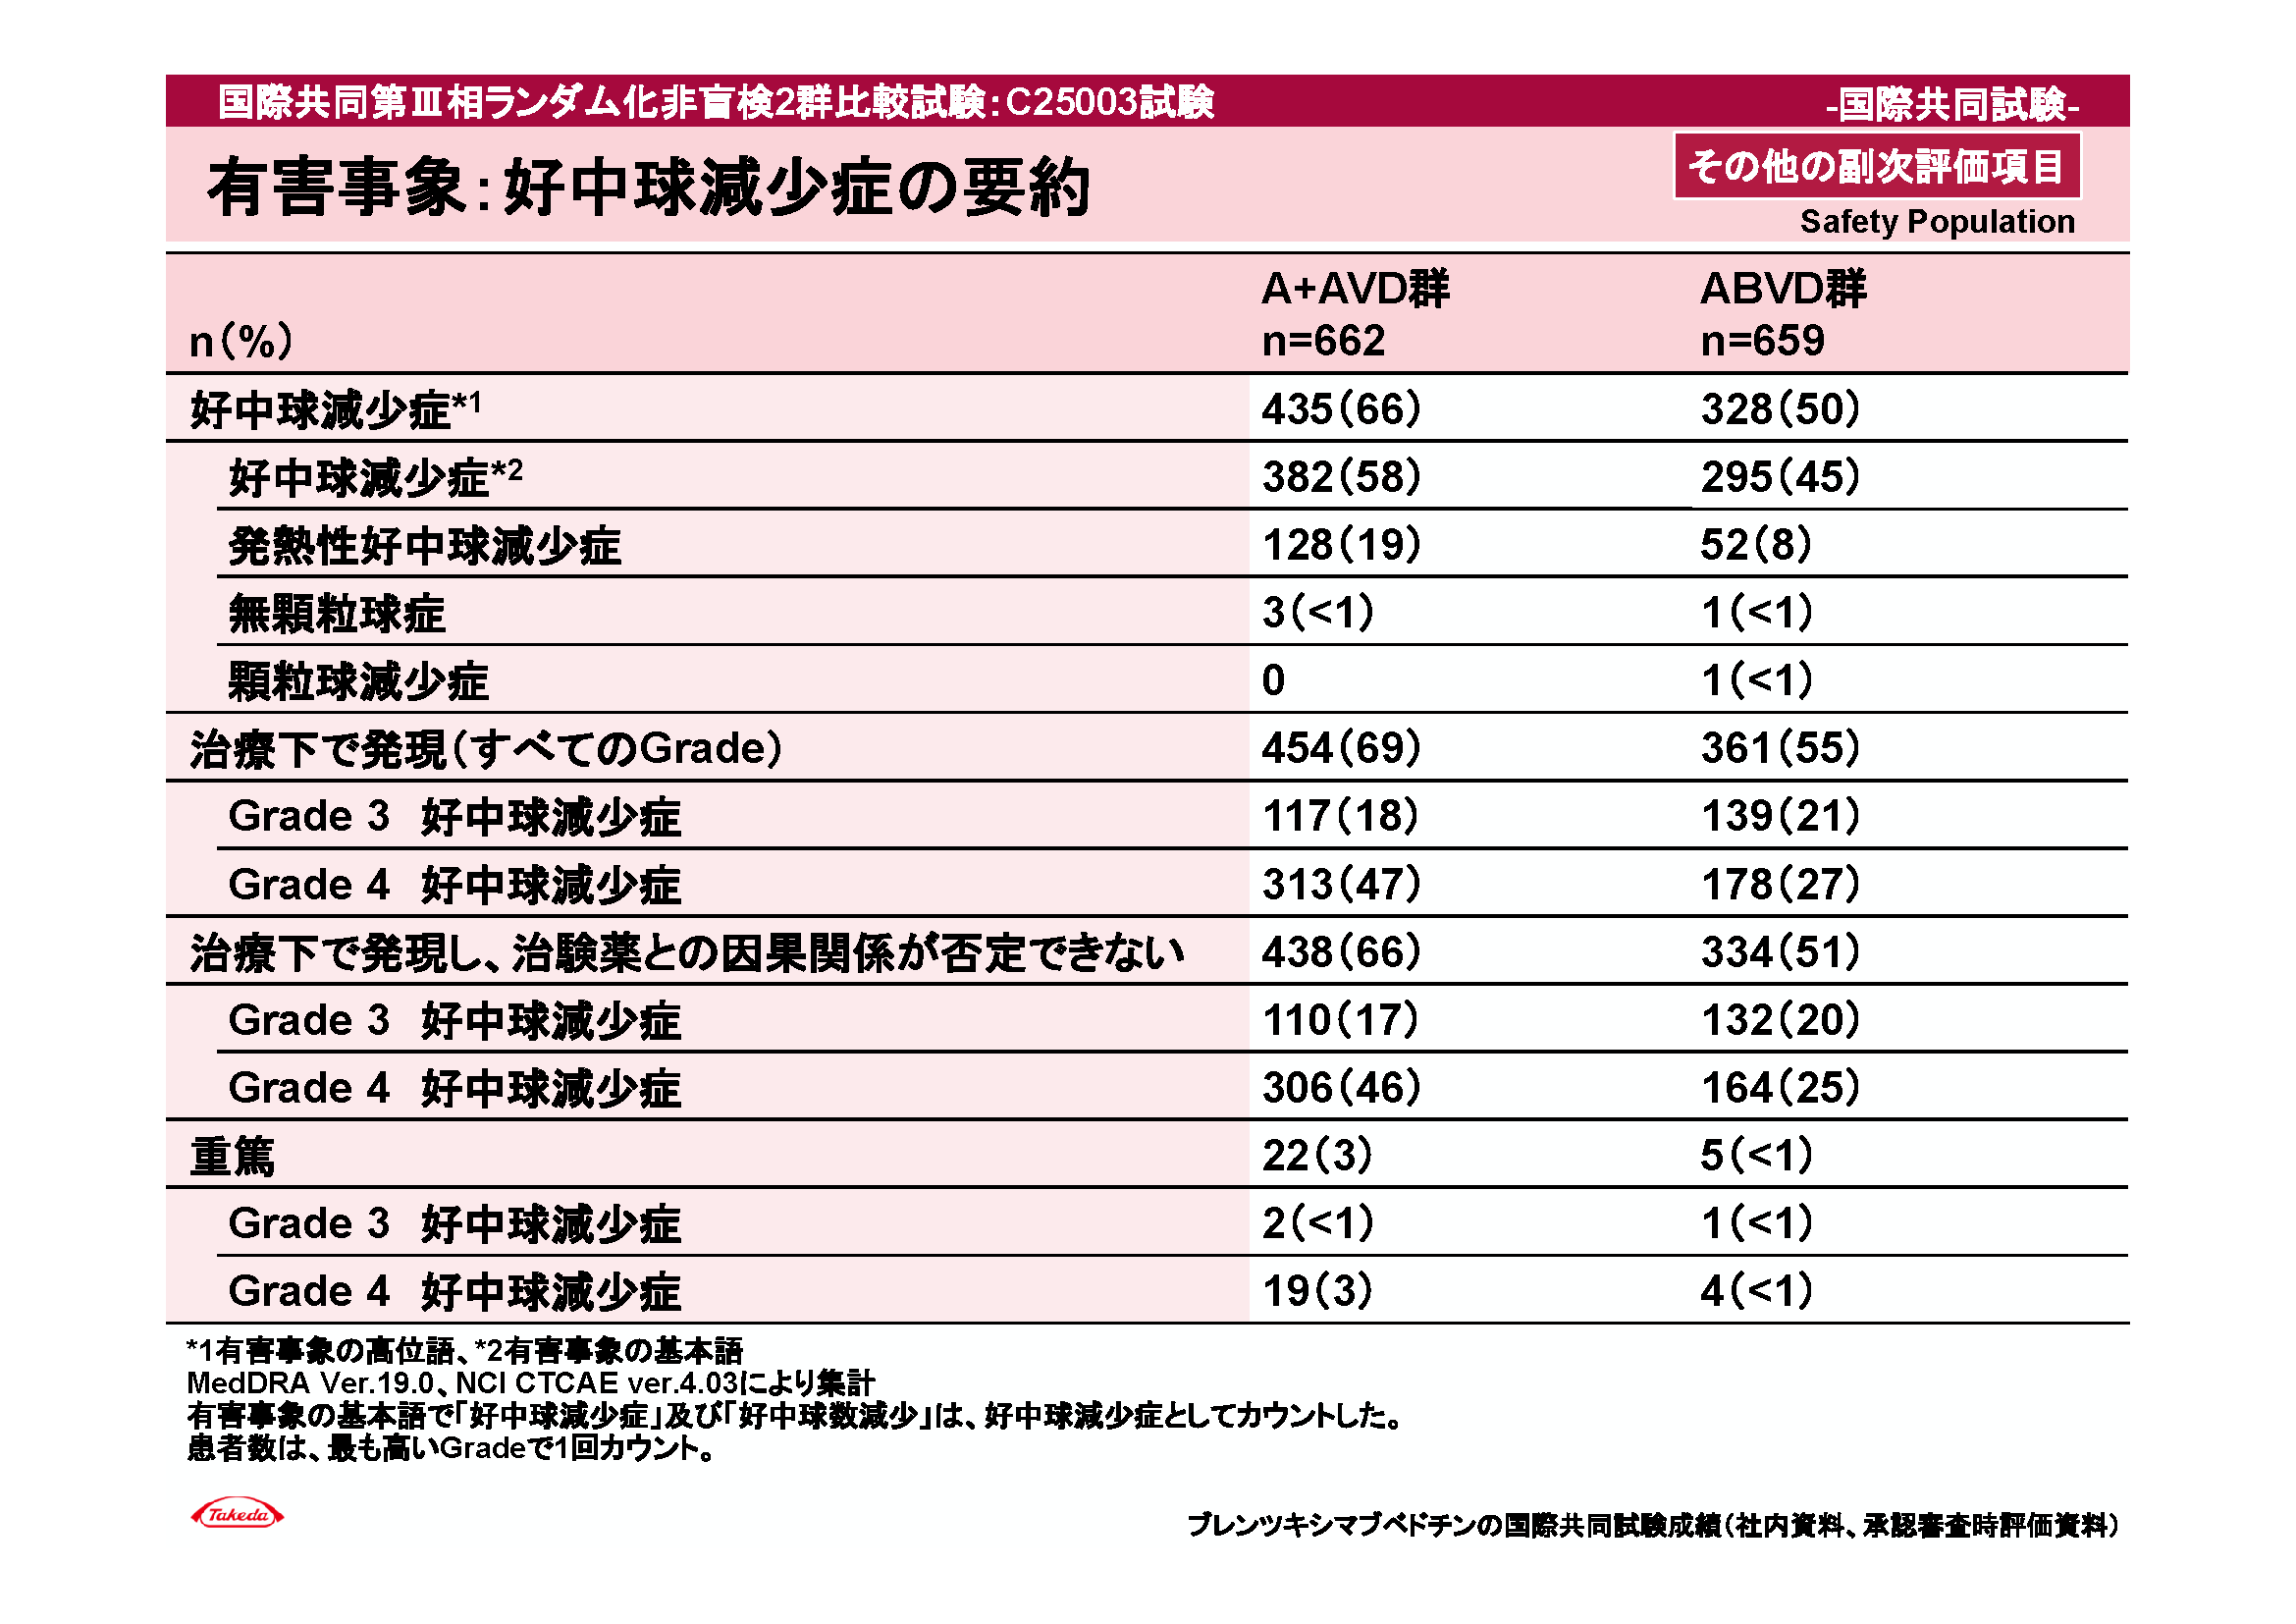 国際共同第Ⅲ相ランダム化非盲検2群比較試験：C25003試験
-国際共同試験-
有害事象：好中球減少症の要約
その他の副次評価項目
Safety Population
n（%） A+AVD群 n=662 ABVD群 n=659
好中球減少症*1 435（66） 328（50）
好中球減少症*2 382（58） 295（45）
発熱性好中球減少症 128（19） 52（8）
無顆粒球症 3（<1） 1（<1）
顆粒球減少症 0 1（<1）
治療下で発現（すべてのGrade） 454（69） 361（55）
Grade 3 好中球減少症 117（18） 139（21）
Grade 4 好中球減少症 313（47） 178（27）
治療下で発現し、治験薬との因果関係が否定できない 438（66） 334（51）
Grade 3 好中球減少症 110（17） 132（20）
Grade 4 好中球減少症 306（46） 164（25）
重篤 22（3） 5（<1）
Grade 3 好中球減少症 2（<1） 1（<1）
Grade 4 好中球減少症 19（3） 4（<1）
*1有害事象の高位語、*2有害事象の基本語
MedDRA Ver.19.0、NCI CTCAE ver.4.03により集計
有害事象の基本語で「好中球減少症」及び「好中球数減少」は、好中球減少症としてカウントした。
患者数は、最も高いGradeで1回カウント。
Takeda
ブレンツキシマブベドチンの国際共同試験成績（社内資料、承認審査時評価資料）